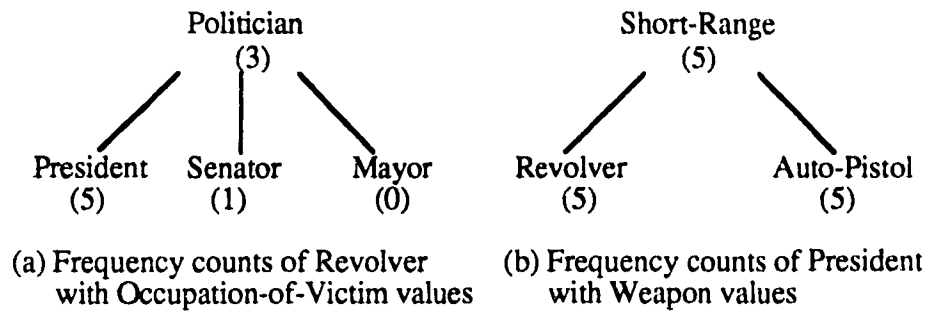 Politician
(3)
President
(5)
Senator
(1)
Mayor
(0)
(a) Frequency counts of Revolver
with Occupation-of-Victim values
Short-Range
(5)
Revolver
(5)
Auto-Pistol
(5)
(b) Frequency counts of President
with Weapon values